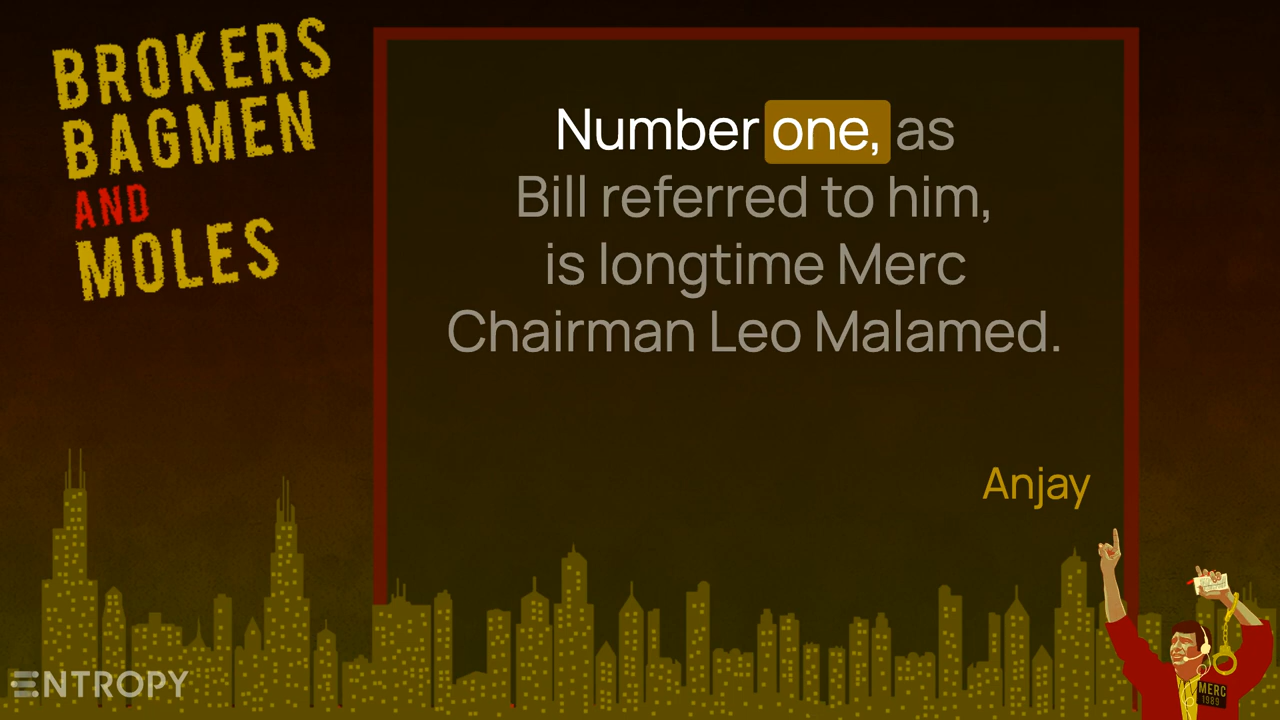 BROKERS
BAGMEN
AND
MOLES
Number one, as
Bill referred to him,
is longtime Merc
Chairman Leo Malamed.
Anjay
ENTROPY
MERC
1989